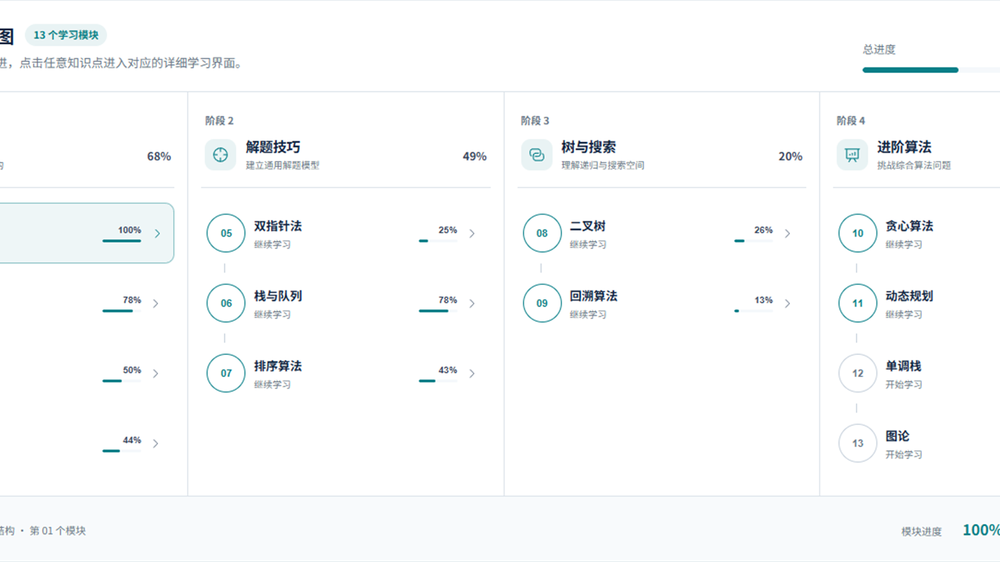 图 13 个学习模块
进，点击任意知识点进入对应的详细学习界面。
总进度
68%
100%
78%
50%
44%
阶段 2
解题技巧
建立通用解题模型
49%
05 双指针法
继续学习
25%
06 栈与队列
继续学习
78%
07 排序算法
继续学习
43%
阶段 3
树与搜索
理解递归与搜索空间
20%
08 二叉树
继续学习
26%
09 回溯算法
继续学习
13%
阶段 4
进阶算法
挑战综合算法问题
10 贪心算法
继续学习
11 动态规划
继续学习
12 单调栈
开始学习
13 图论
开始学习
结构 · 第 01 个模块
模块进度 100%